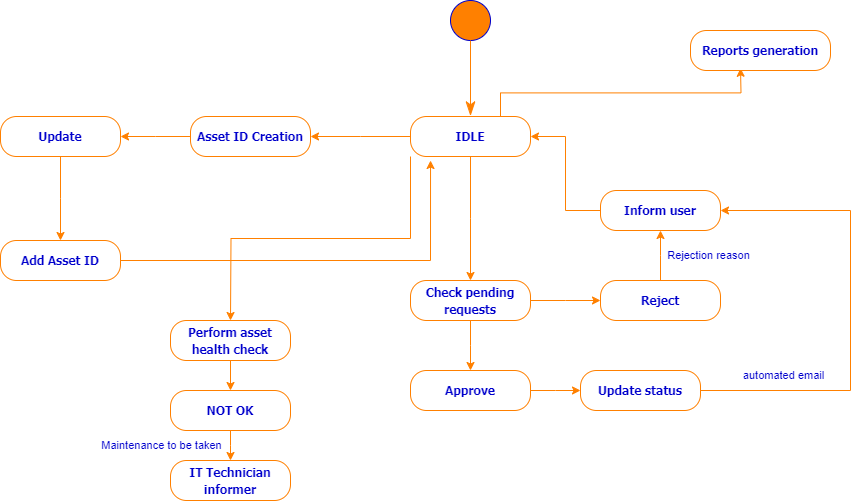 Reports generation
Update
Asset ID Creation
IDLE
Inform user
Add Asset ID
Rejection reason
Check pending
requests
Reject
Perform asset
health check
automated email
Approve
Update status
NOT OK
Maintenance to be taken
IT Technician
informer